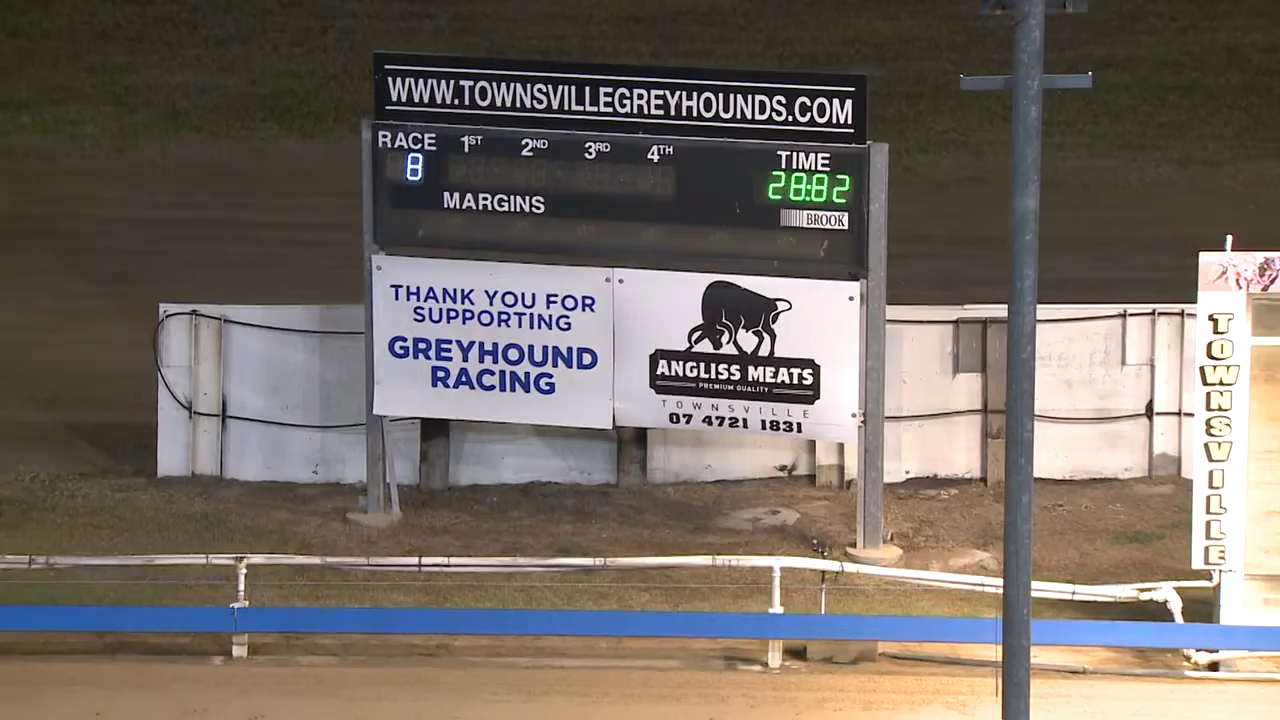 WWW.TOWNSVILLEGREYHOUNDS.COM
RACE 1ST 2ND 3RD 4TH TIME
8 28:82
MARGINS BROOK
THANK YOU FOR
SUPPORTING
GREYHOUND
RACING
ANGLISS MEATS
PREMIUM QUALITY
TOWNSVILLE
07 4721 1831
TOWNSVILLE